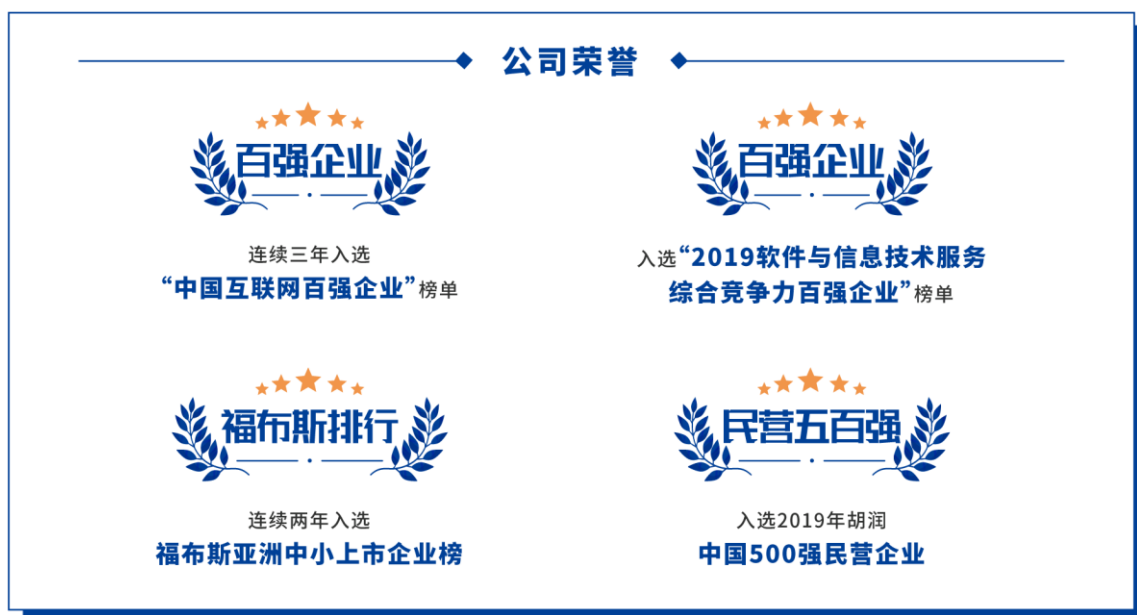 公司荣誉
百强企业
连续三年入选
“中国互联网百强企业”榜单
百强企业
入选“2019软件与信息技术服务
综合竞争力百强企业”榜单
福布斯排行
连续两年入选
福布斯亚洲中小上市企业榜
民营五百强
入选2019年胡润
中国500强民营企业